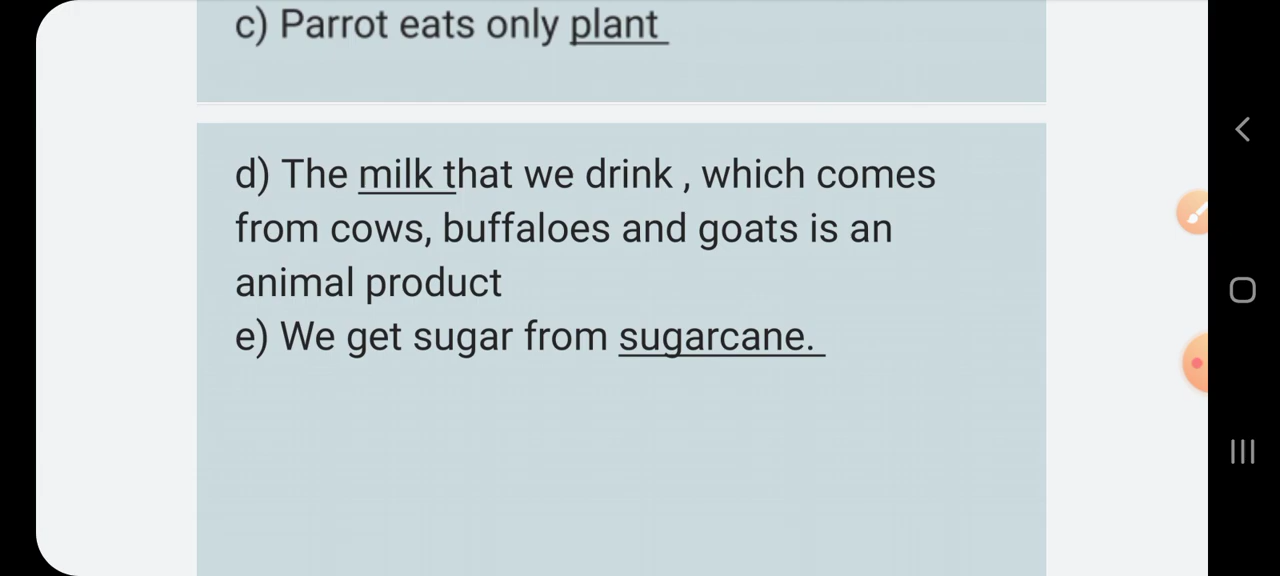 c) Parrot eats only plant
d) The milk that we drink , which comes
from cows, buffaloes and goats is an
animal product
e) We get sugar from sugarcane.